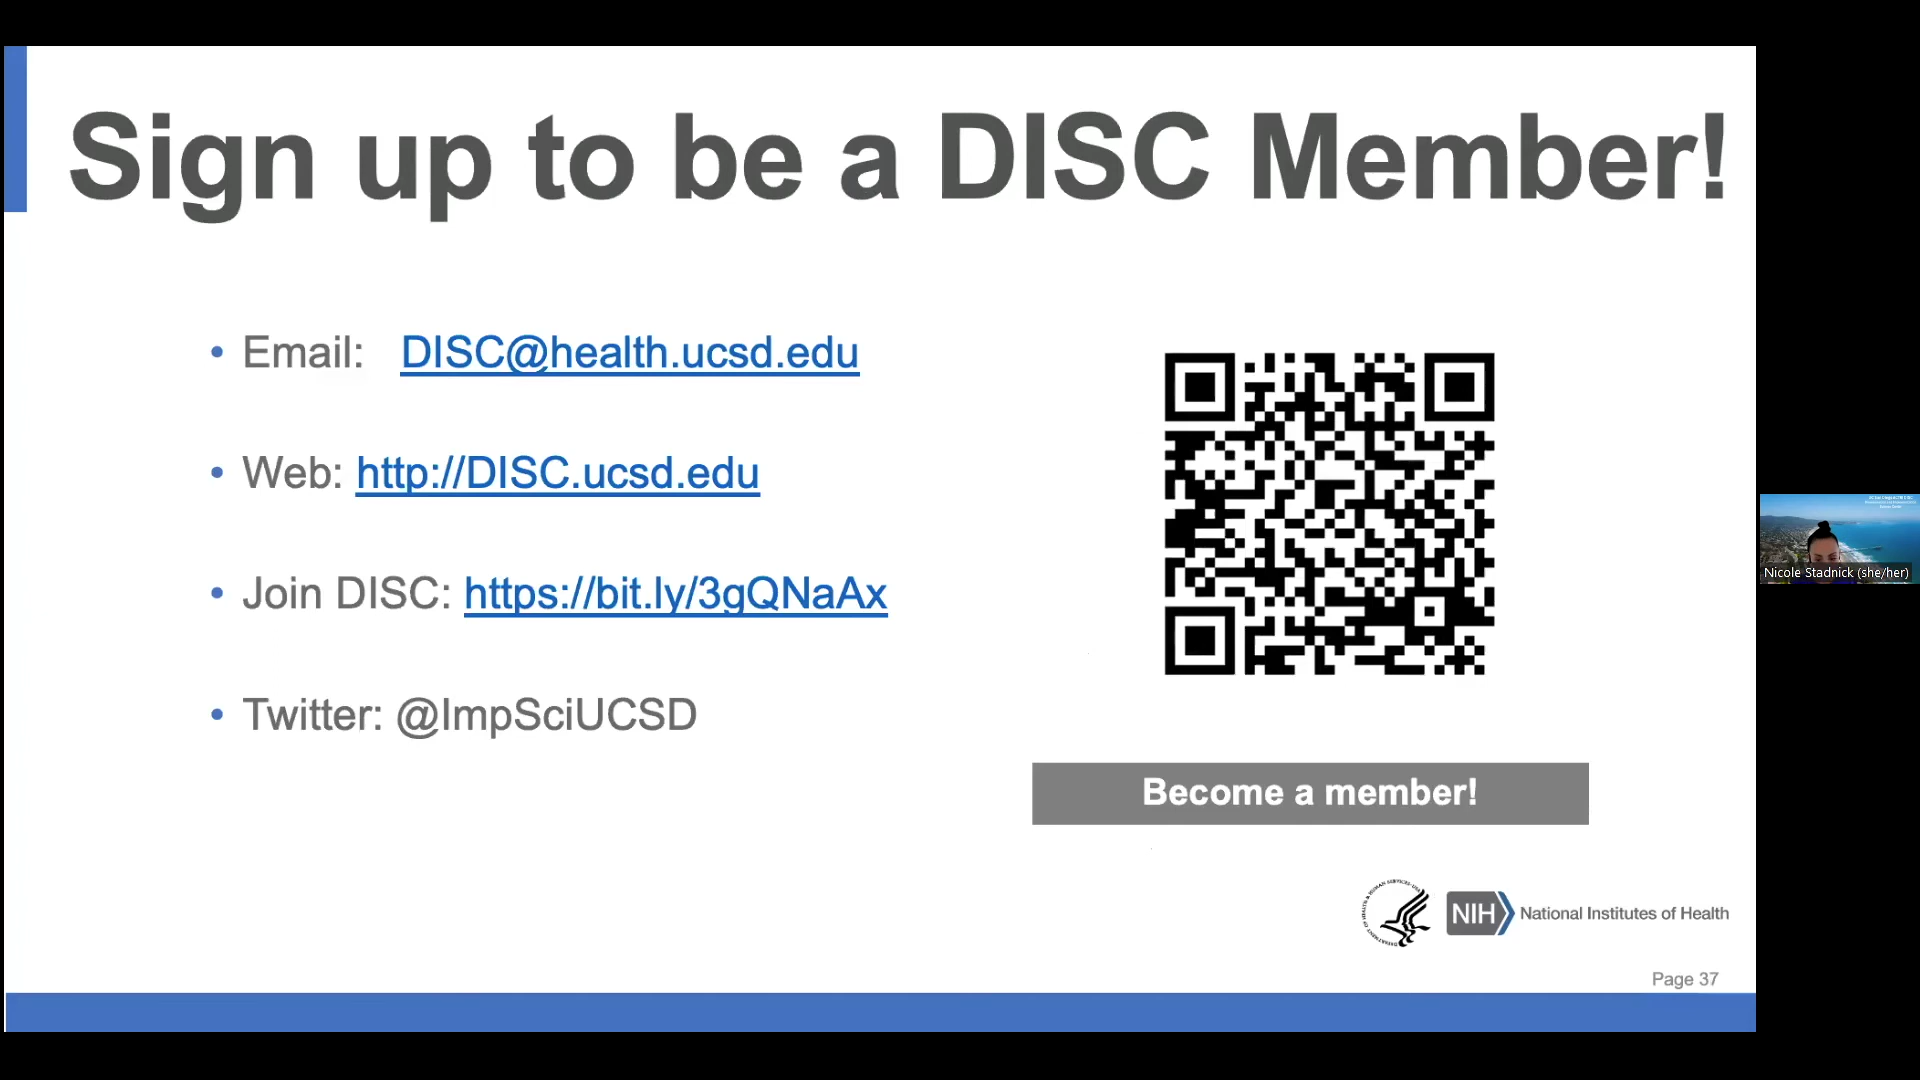 Sign up to be a DISC Member!
• Email: DISC@health.ucsd.edu
• Web: http://DISC.ucsd.edu
• Join DISC: https://bit.ly/3gQNaAx
• Twitter: @ImpSciUCSD
Become a member!
NIH National Institutes of Health
Page 37
Nicole Stadnick (she/her)